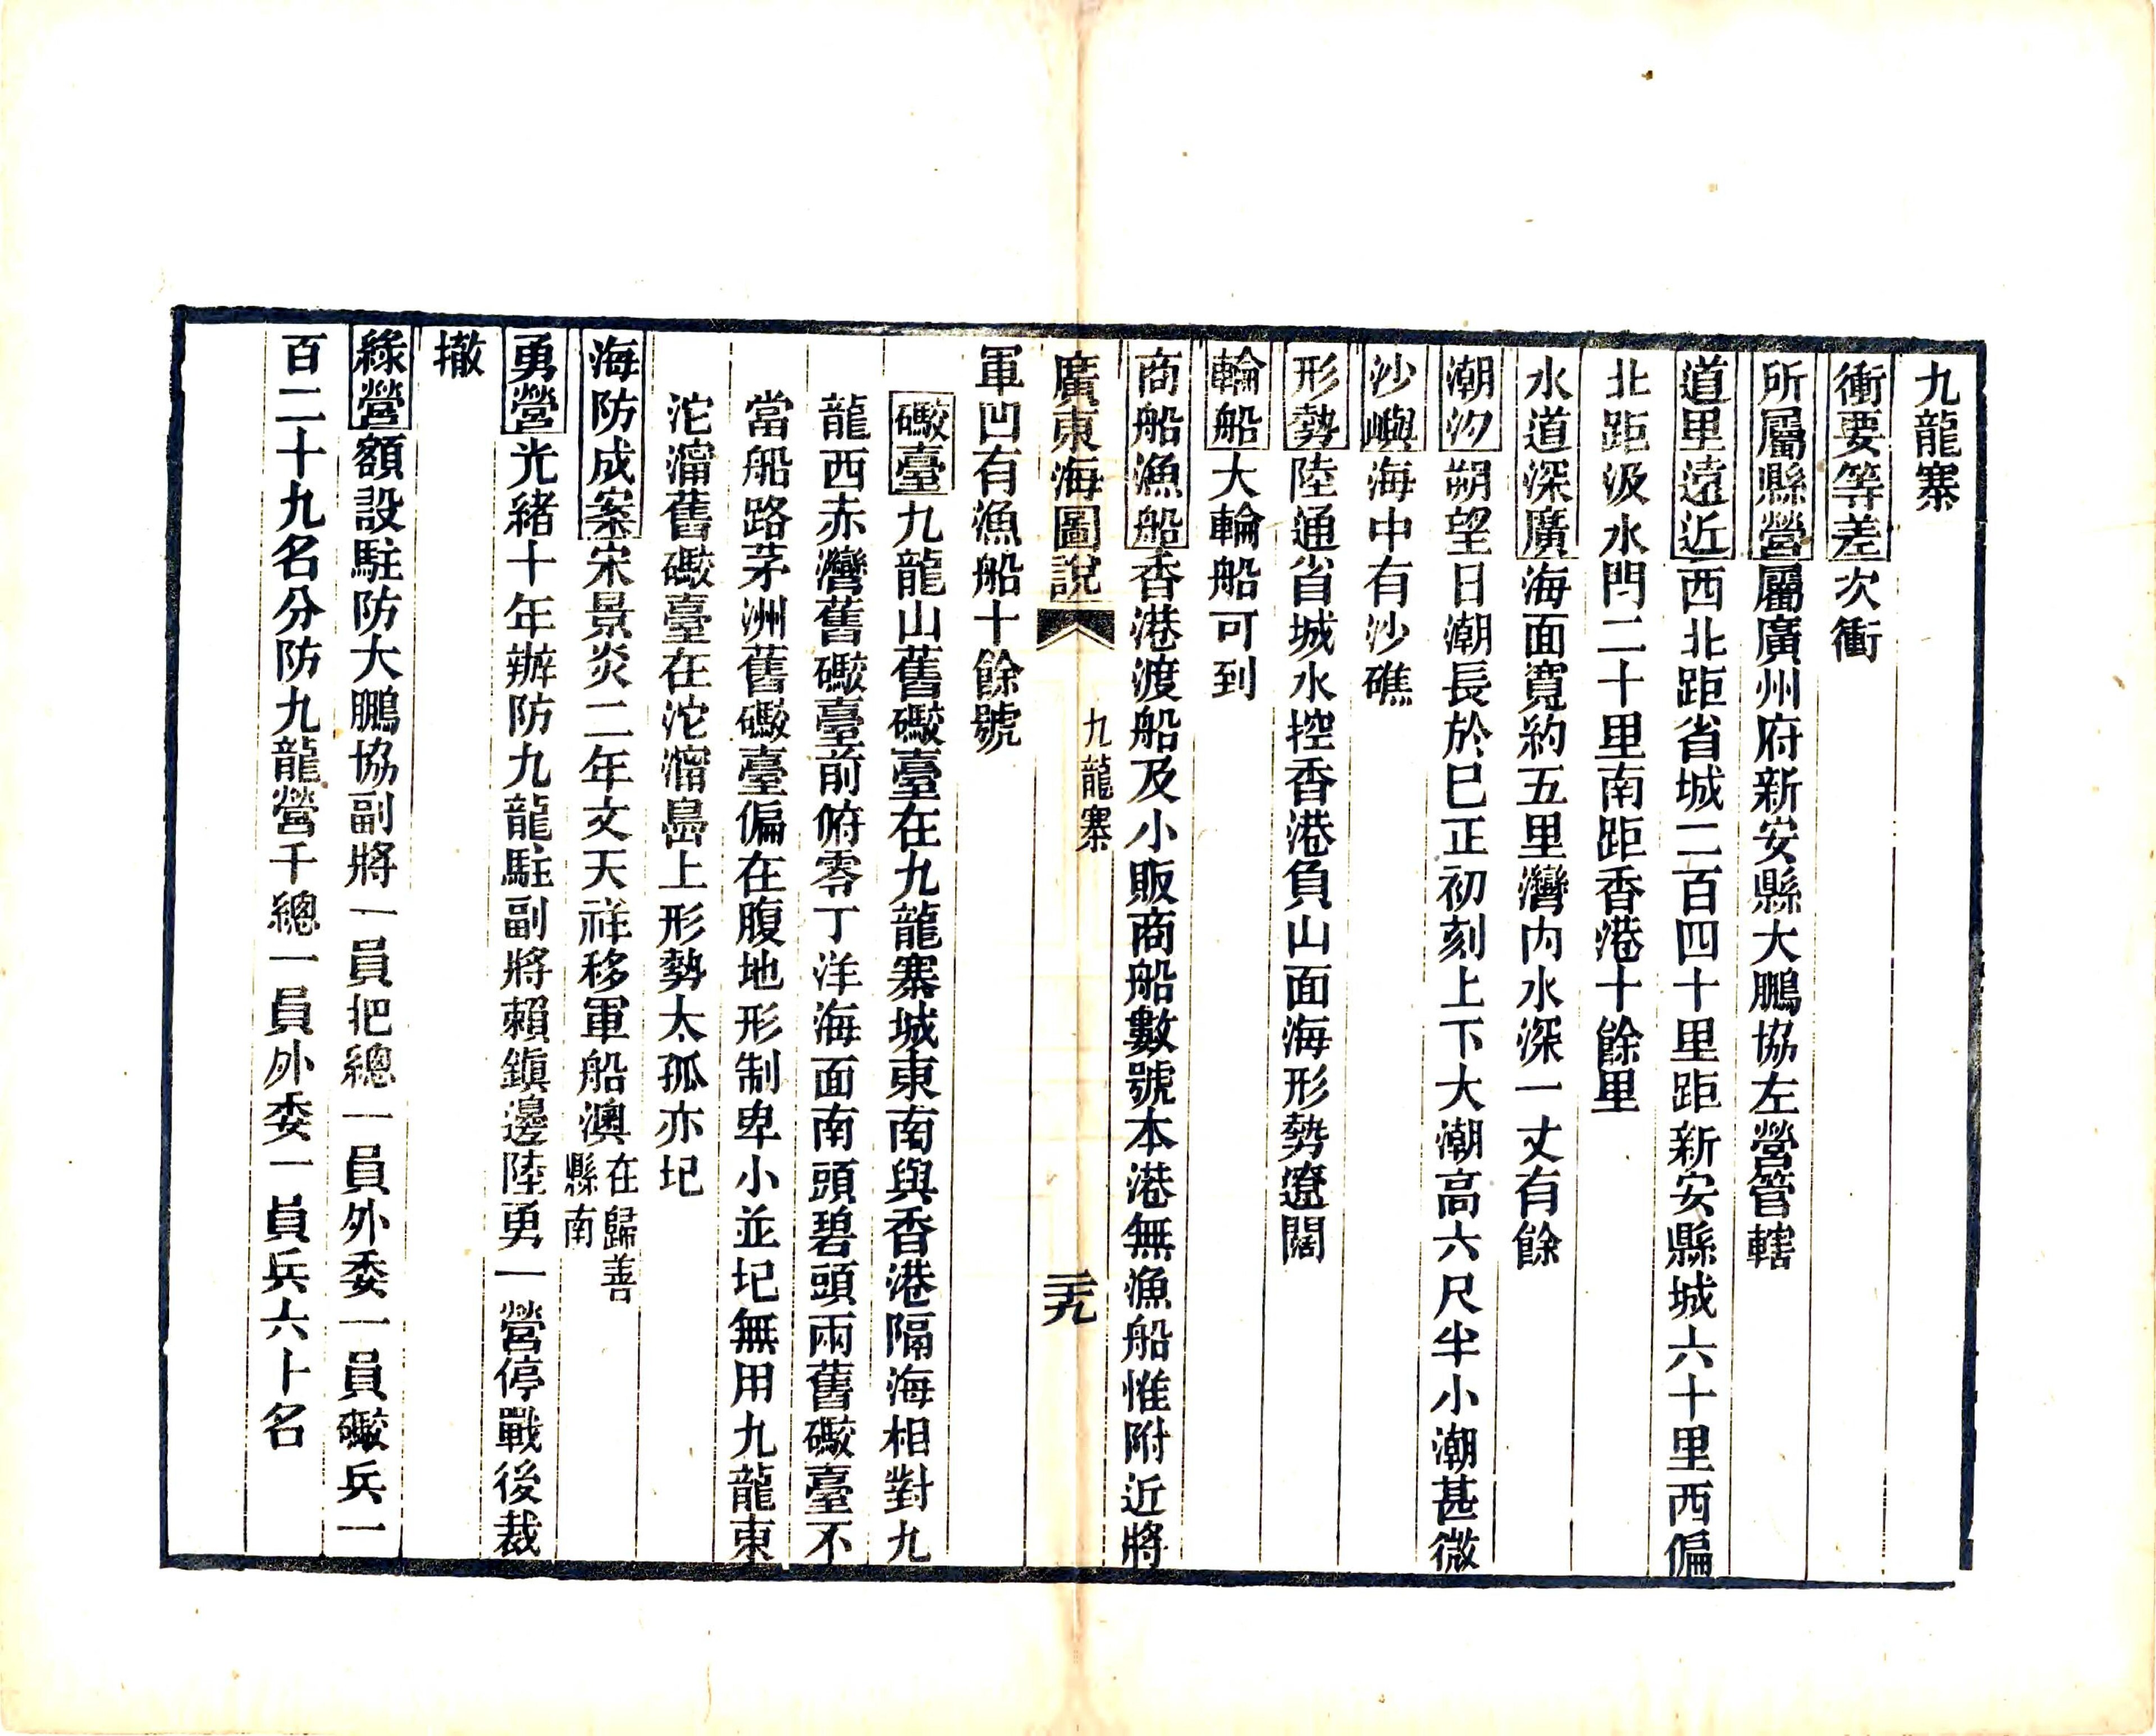 九龍寨
衝要等差次衝
所屬縣營屬廣州府新安縣大鵬協左營管轄
道里遠近西北距省城二百四十里距新安縣城六十里西偏
北距汲水門二十里南距香港十餘里
水道深廣海面寬約五里灣内水深一丈有餘
潮汐朔望日潮長於巳正初刻上下大潮高六尺半小潮甚微
沙嶼海中有沙礁
形勢陸通省城水控香港負山面海形勢遼闊
輪船大輪船可到
商船漁船香港渡船及小販商船數號本港無漁船惟附近將
廣東海圖說 九龍寨 二十九
軍凹有漁船十餘號
礮臺九龍山舊礮臺在九龍寨城東南與香港隔海相對九
龍西赤灣舊礮臺前俯零丁洋海面南頭碧頭兩舊礮臺不
當船路茅洲舊礮臺偏在腹地形制卑小並圮無用九龍東
沱濘舊礮臺在沱濘島上形勢太孤亦圮
海防成案宋景炎二年文天祥移軍船澳在歸善縣南
勇營光緒十年辦防九龍駐副將賴鎭邊陸勇一營停戰後裁
撤
綠營額設駐防大鵬協副將一員把總一員外委一員礮兵一
百二十九名分防九龍營千總一員外委一員兵六十名